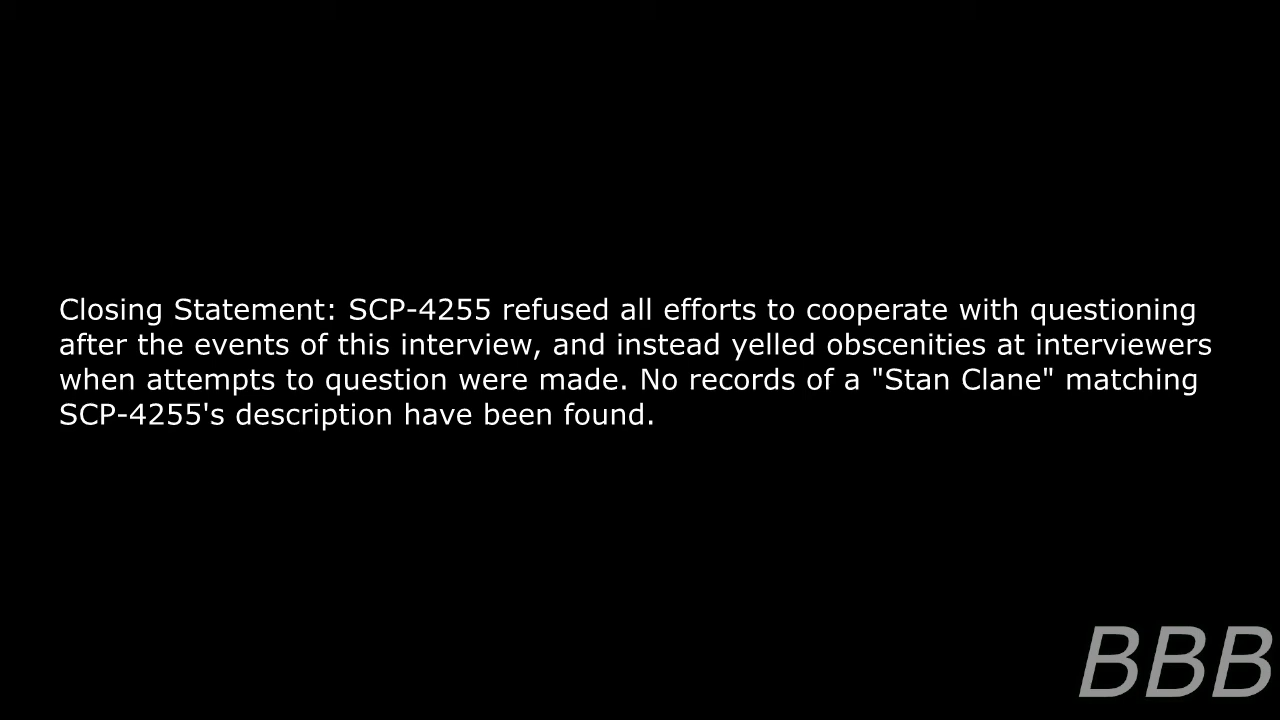 Closing Statement: SCP-4255 refused all efforts to cooperate with questioning
after the events of this interview, and instead yelled obscenities at interviewers
when attempts to question were made. No records of a "Stan Clane" matching
SCP-4255's description have been found.
BBB